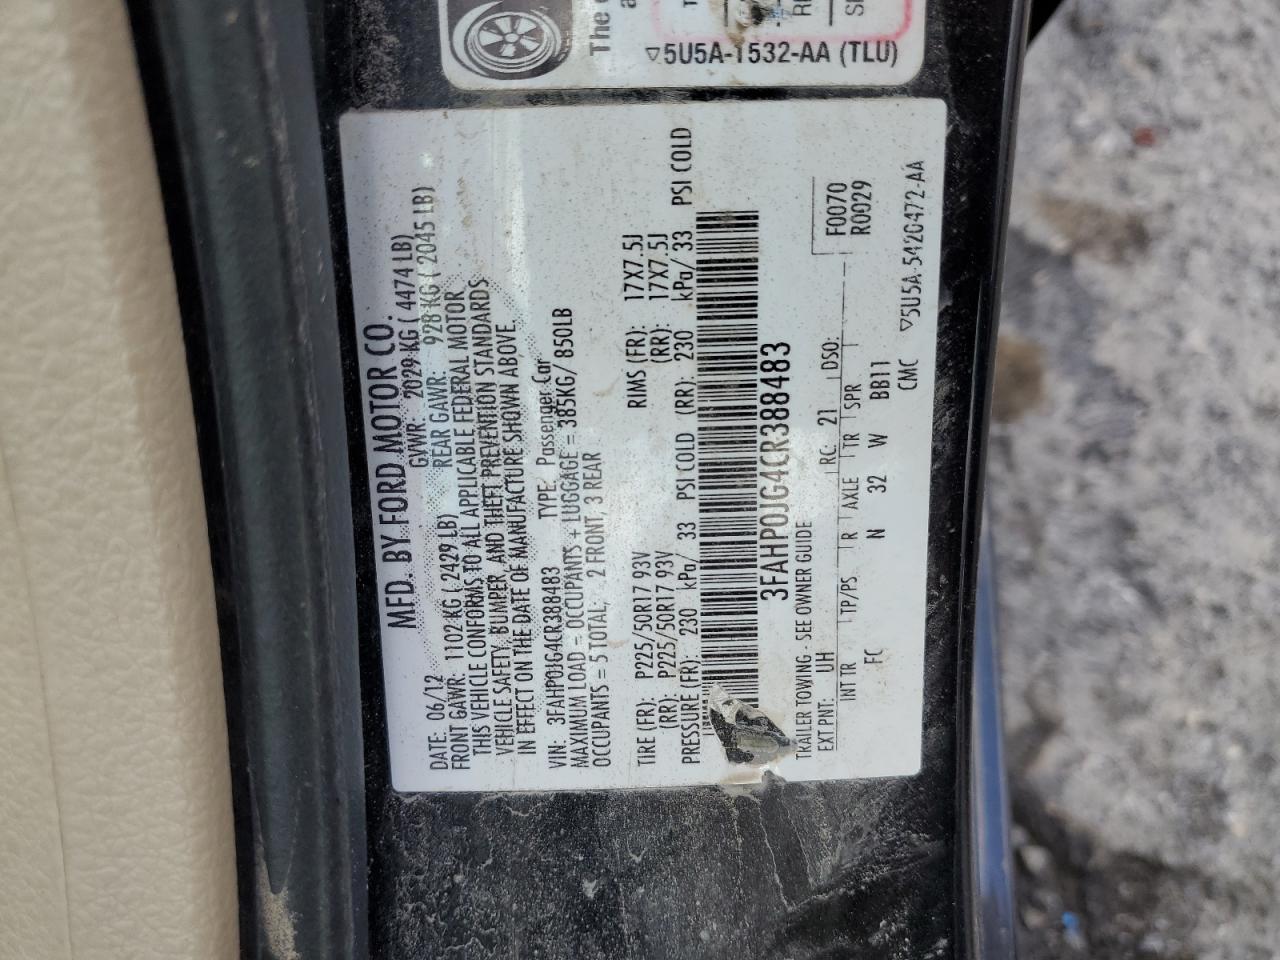 The
a
T
RI
SI
▽5U5A-1532-AA (TLU)
MFD. BY FORD MOTOR CO.
DATE: 06/12 GVWR: 2029 KG ( 4474 LB)
FRONT GAWR: 1102 KG ( 2429 LB) REAR GAWR: 928 KG ( 2045 LB)
THIS VEHICLE CONFORMS TO ALL APPLICABLE FEDERAL MOTOR
VEHICLE SAFETY, BUMPER, AND THEFT PREVENTION STANDARDS
IN EFFECT ON THE DATE OF MANUFACTURE SHOWN ABOVE.
VIN: 3FAHP0JG4CR388483 TYPE: Passenger Car
MAXIMUM LOAD = OCCUPANTS + LUGGAGE = 385KG/ 850LB
OCCUPANTS = 5 TOTAL, 2 FRONT, 3 REAR
TIRE (FR): P225/50R17 93V RIMS (FR): 17X7.5J
(RR): P225/50R17 93V (RR): 17X7.5J
PRESSURE (FR): 230 kPa/ 33 PSI COLD (RR): 230 kPa/ 33 PSI COLD
3FAHP0JG4CR388483
TRAILER TOWING - SEE OWNER GUIDE F0070
EXT PNT: UH RC: 21 DSO: R0029
INT TR TP/PS R AXLE TR SPR
FC N 32 W BB11
CMC ▽5U5A-5420472-AA